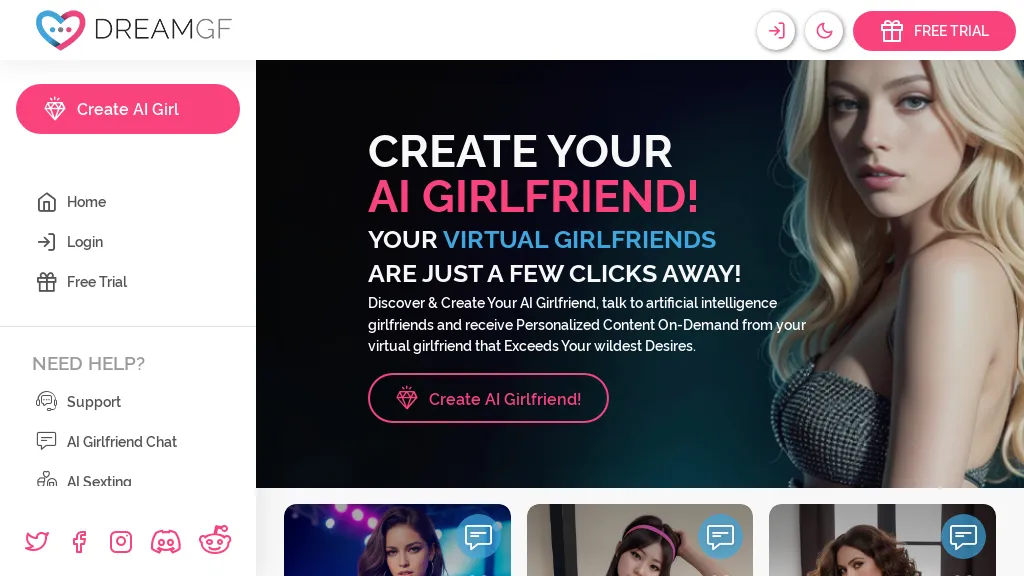 DREAMGF
FREE TRIAL
Create AI Girl
Home
Login
Free Trial
NEED HELP?
Support
AI Girlfriend Chat
AI Sexting
CREATE YOUR
AI GIRLFRIEND!
YOUR VIRTUAL GIRLFRIENDS
ARE JUST A FEW CLICKS AWAY!
Discover & Create Your AI Girlfriend, talk to artificial intelligence
girlfriends and receive Personalized Content On-Demand from your
virtual girlfriend that Exceeds Your wildest Desires.
Create AI Girlfriend!